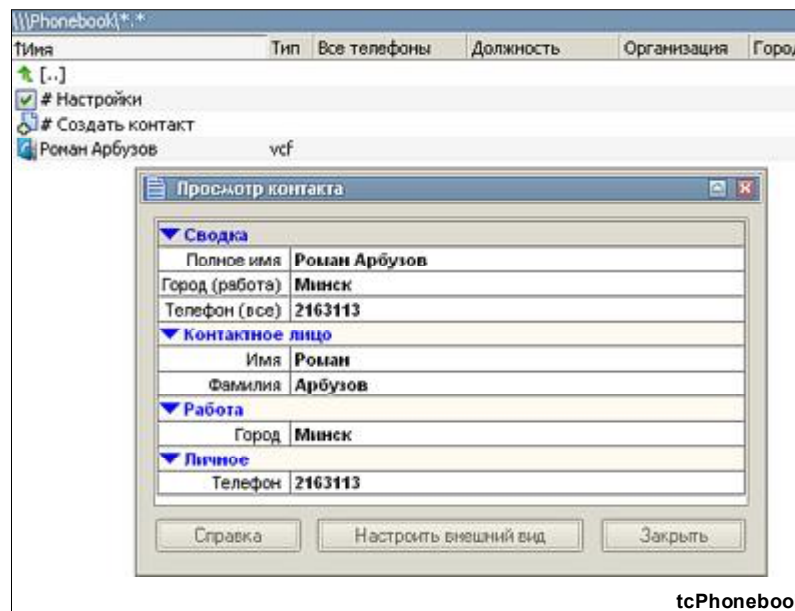 \\\Phonebook\*.*
↑Имя Тип Все телефоны Должность Организация Город
[..]
# Настройки
# Создать контакт
Роман Арбузов vcf
Просмотр контакта
Сводка
Полное имя Роман Арбузов
Город (работа) Минск
Телефон (все) 2163113
Контактное лицо
Имя Роман
Фамилия Арбузов
Работа
Город Минск
Личное
Телефон 2163113
Справка Настроить внешний вид Закрыть
tcPhoneboo